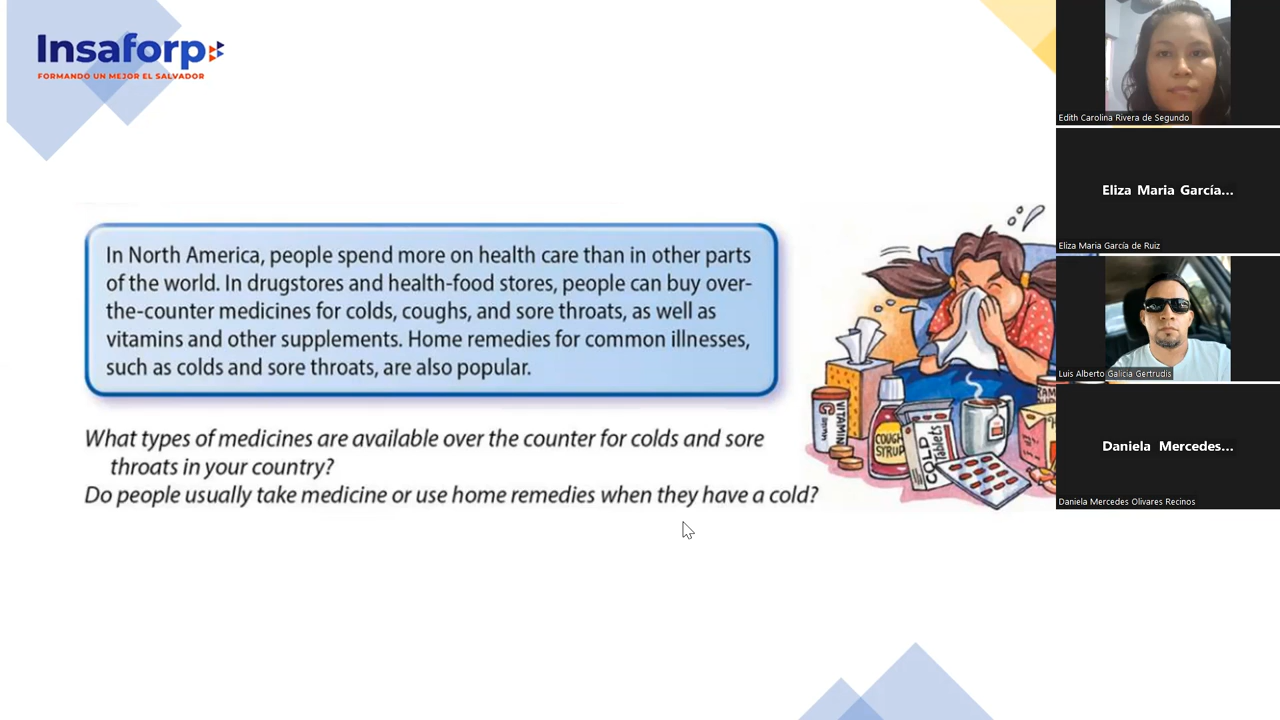 Insaforp
FORMANDO UN MEJOR EL SALVADOR
In North America, people spend more on health care than in other parts
of the world. In drugstores and health-food stores, people can buy over-
the-counter medicines for colds, coughs, and sore throats, as well as
vitamins and other supplements. Home remedies for common illnesses,
such as colds and sore throats, are also popular.
What types of medicines are available over the counter for colds and sore
throats in your country?
Do people usually take medicine or use home remedies when they have a cold?
VITAMIN
C
COUGH
SYRUP
COLD
Tablets
Edith Carolina Rivera de Segundo
Eliza Maria García...
Eliza Maria García de Ruiz
Luis Alberto Galicia Gertrudis
Daniela Mercedes...
Daniela Mercedes Olivares Recinos